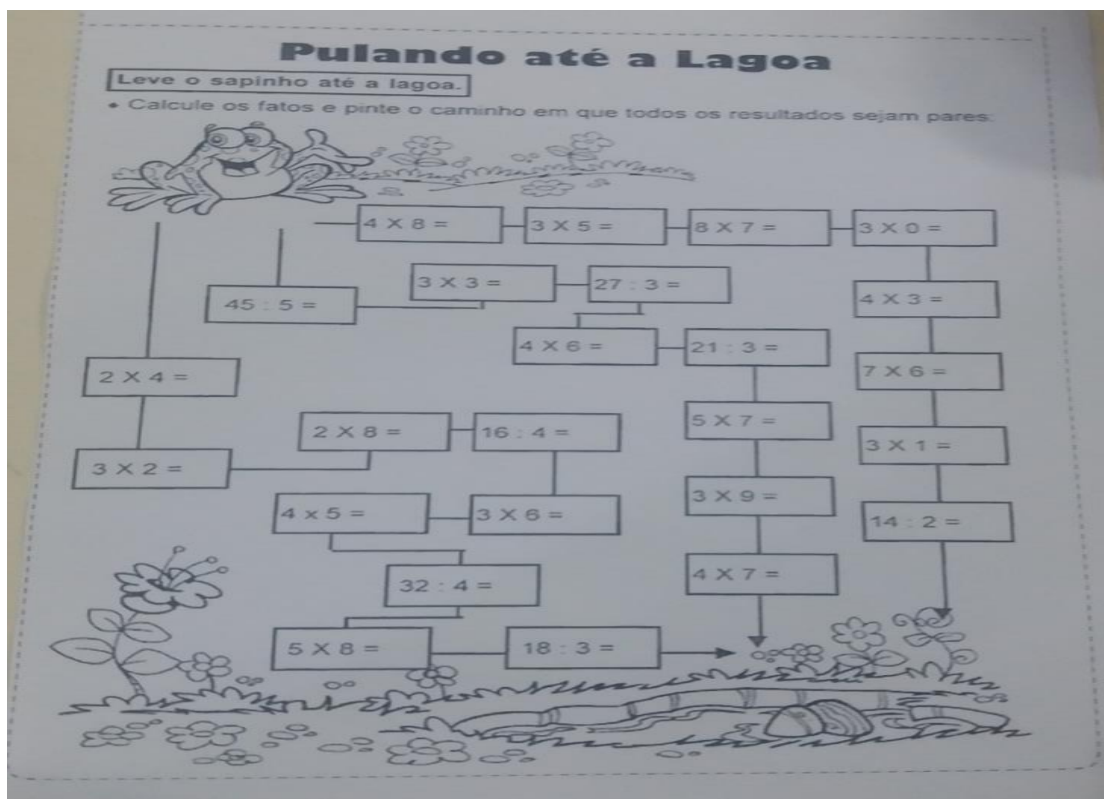 Pulando até a Lagoa
Leve o sapinho até a lagoa.
• Calcule os fatos e pinte o caminho em que todos os resultados sejam pares:
4 X 8 = 3 X 5 = 8 X 7 = 3 X 0 =
3 X 3 = 27 : 3 =
45 : 5 = 4 X 3 =
4 X 6 = 21 : 3 =
2 X 4 = 7 X 6 =
2 X 8 = 16 : 4 = 5 X 7 =
3 X 2 = 3 X 1 =
4 x 5 = 3 X 6 = 3 X 9 =
14 : 2 =
32 : 4 = 4 X 7 =
5 X 8 = 18 : 3 =